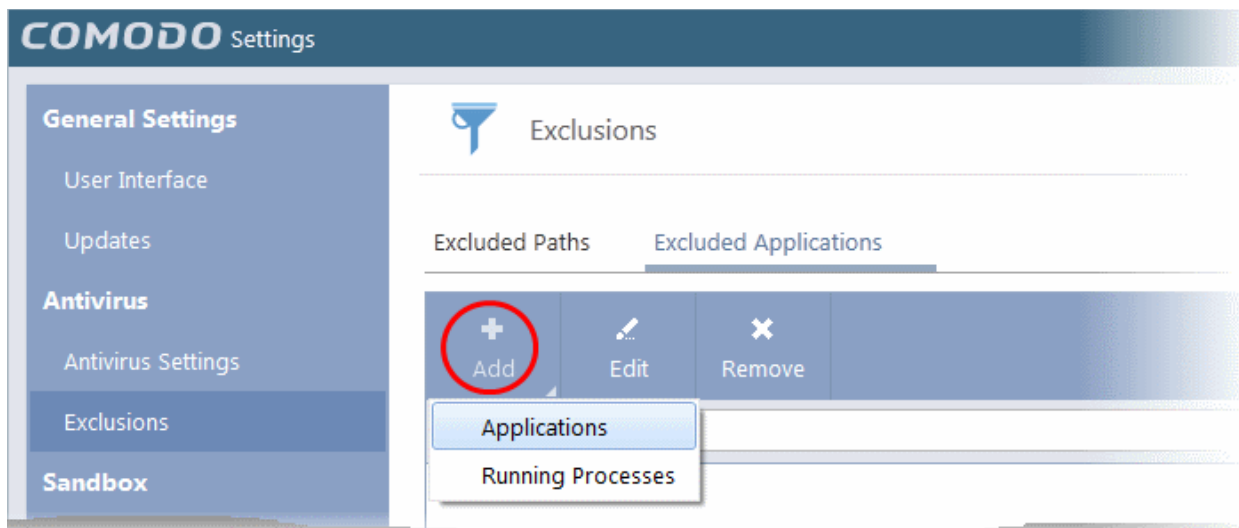 COMODO Settings
General Settings
User Interface
Updates
Antivirus
Antivirus Settings
Exclusions
Sandbox
Exclusions
Excluded Paths Excluded Applications
Add Edit Remove
Applications
Running Processes